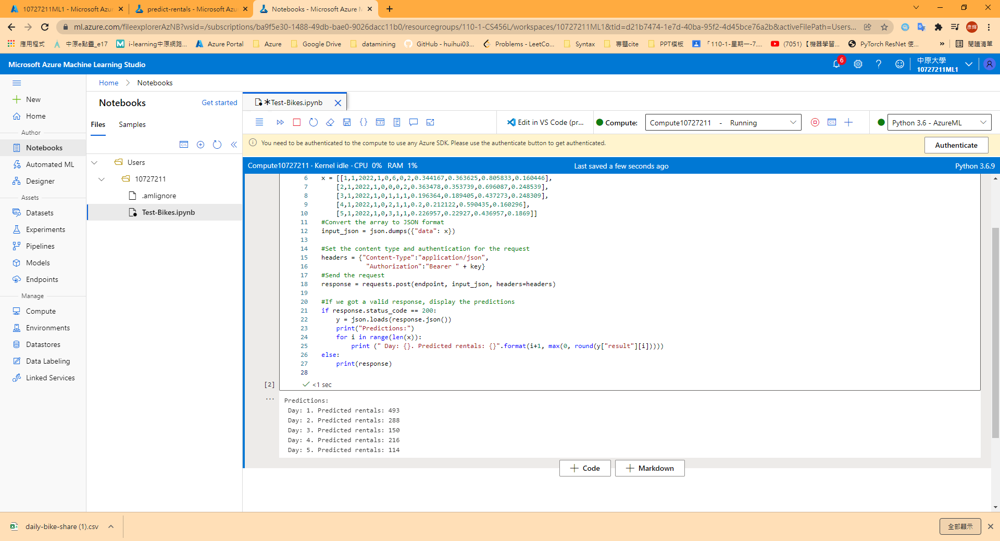 10727211ML1 - Microsoft Azur
predict-rentals - Microsoft Azu
Notebooks - Microsoft Azure M
ml.azure.com/fileexplorerAzNB?wsid=/subscriptions/ba9f5e30-1488-49db-bae0-9026dacc11b0/resourcegroups/110-1-CS456L/workspaces/10727211ML1&tid=d21b7474-1e7d-40ba-95f2-4d45bce76a2b&activeFilePath=Users...
彥輝
應用程式
中原e點靈_e17
i-learning中原網路...
Azure Portal
Azure
Google Drive
datamining
GitHub - huihui03...
Problems - LeetCo...
Syntax
專題cite
PPT模板
「110-1-星期一-7....
(7051)【機器學習...
PyTorch ResNet 使...
»
閱讀清單
Microsoft Azure Machine Learning Studio
6
中原大學
10727211ML1
Home > Notebooks
New
Home
Author
Notebooks
Automated ML
Designer
Assets
Datasets
Experiments
Pipelines
Models
Endpoints
Manage
Compute
Environments
Datastores
Data Labeling
Linked Services
Notebooks
Get started
Files
Samples
Users
10727211
.amlignore
Test-Bikes.ipynb
*Test-Bikes.ipynb
Edit in VS Code (pr...
Compute:
Compute10727211 - Running
Python 3.6 - AzureML
You need to be authenticated to the compute to use any Azure SDK. Please use the authenticate button to get authenticated.
Authenticate
Compute10727211 · Kernel idle · CPU 0% RAM 1%
Last saved a few seconds ago
Python 3.6.9
6 x = [[1,1,2022,1,0,6,0,2,0.344167,0.363625,0.805833,0.160446],
7 [2,1,2022,1,0,0,0,2,0.363478,0.353739,0.696087,0.248539],
8 [3,1,2022,1,0,1,1,1,0.196364,0.189405,0.437273,0.248309],
9 [4,1,2022,1,0,2,1,1,0.2,0.212122,0.590435,0.160296],
10 [5,1,2022,1,0,3,1,1,0.226957,0.22927,0.436957,0.1869]]
11 #Convert the array to JSON format
12 input_json = json.dumps({"data": x})
13
14 #Set the content type and authentication for the request
15 headers = {"Content-Type":"application/json",
16 "Authorization":"Bearer " + key}
17 #Send the request
18 response = requests.post(endpoint, input_json, headers=headers)
19
20 #If we got a valid response, display the predictions
21 if response.status_code == 200:
22 y = json.loads(response.json())
23 print("Predictions:")
24 for i in range(len(x)):
25 print (" Day: {}. Predicted rentals: {}".format(i+1, max(0, round(y["result"][i]))))
26 else:
27 print(response)
28
[2]
<1 sec
Predictions:
Day: 1. Predicted rentals: 493
Day: 2. Predicted rentals: 288
Day: 3. Predicted rentals: 150
Day: 4. Predicted rentals: 216
Day: 5. Predicted rentals: 114
+ Code
+ Markdown
daily-bike-share (1).csv
全部顯示